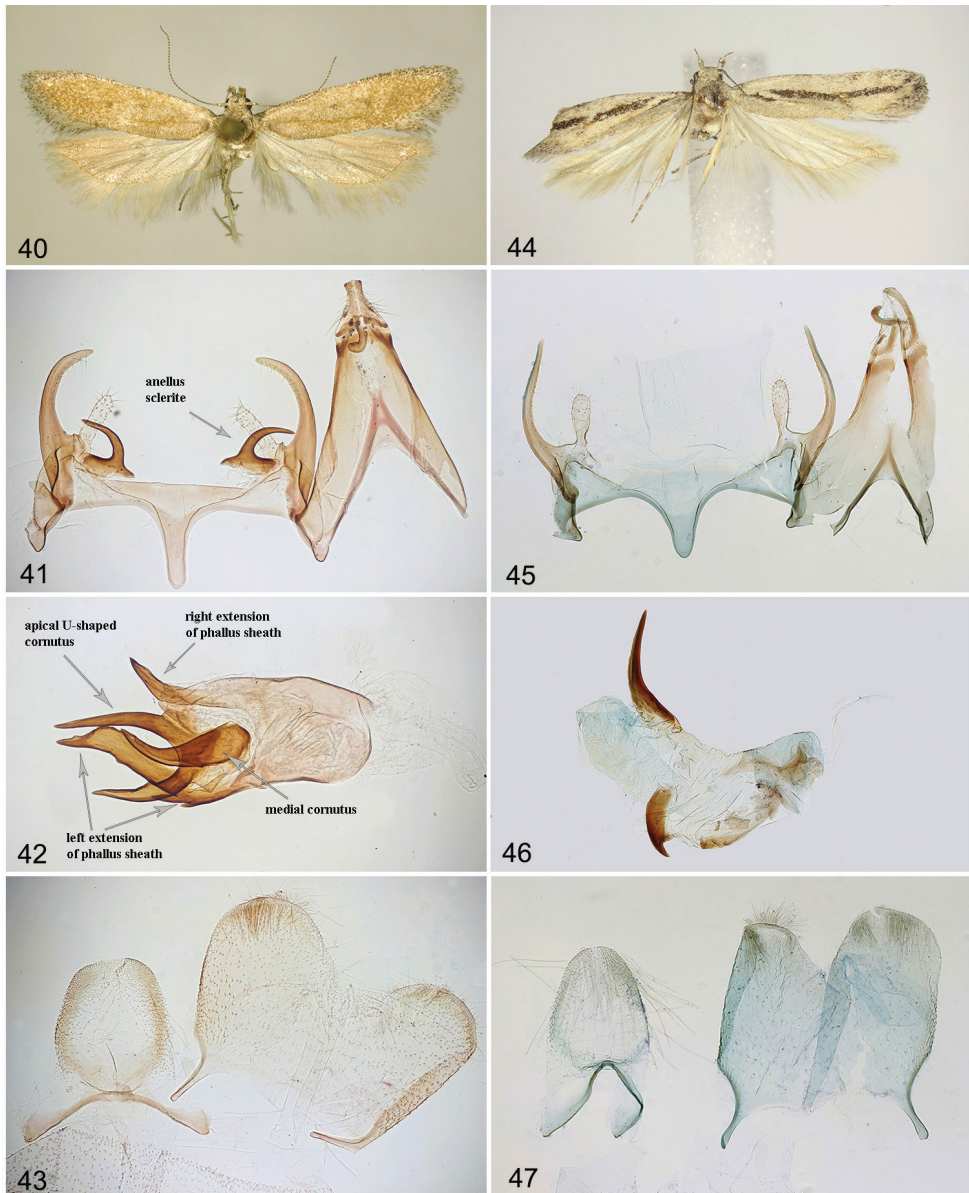 40
44
anellus
sclerite
41
45
right extension
of phallus sheath
apical U-shaped
cornutus
medial cornutus
left extension
of phallus sheath
42
46
43
47